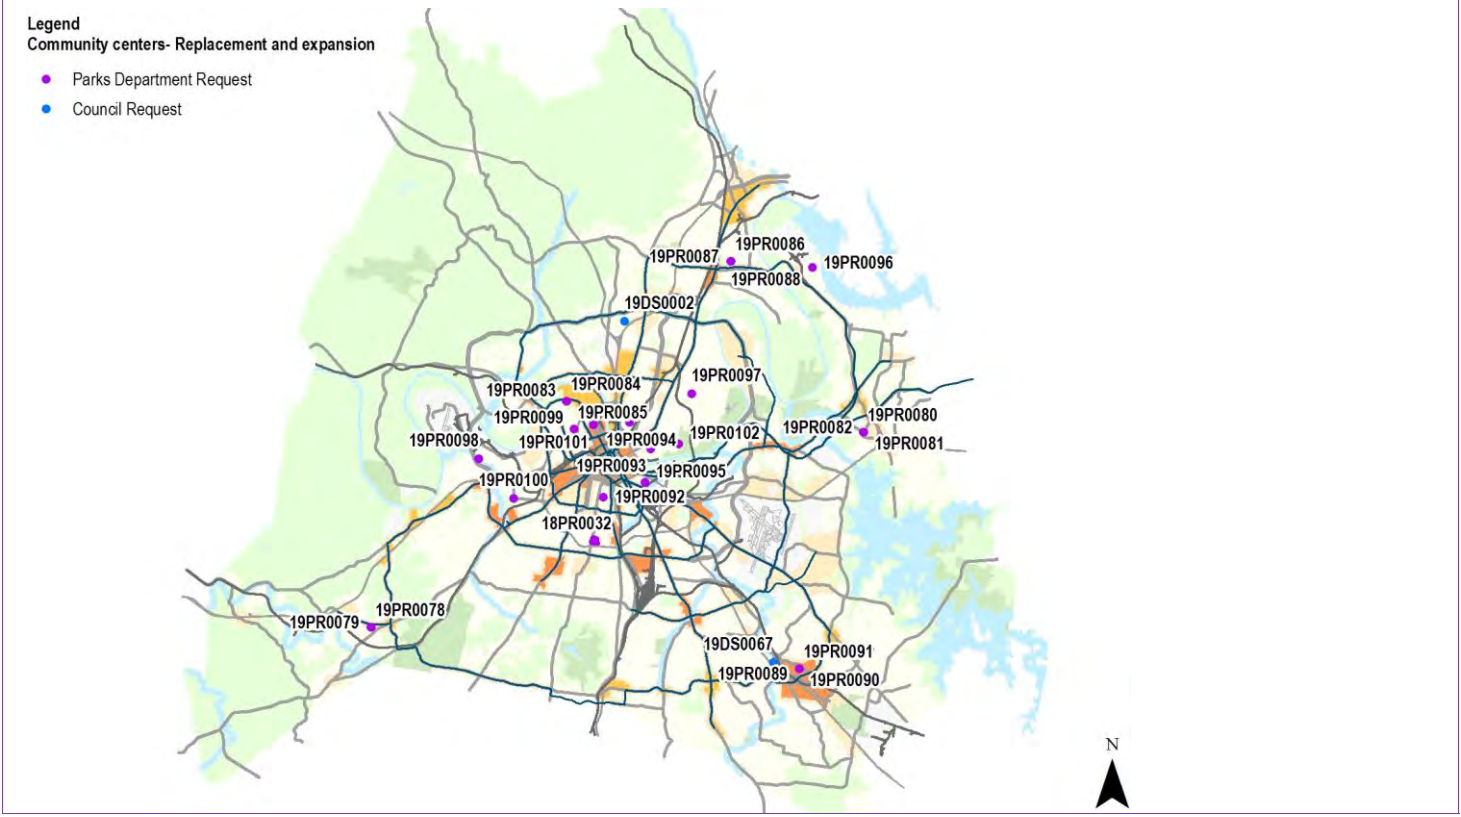 Legend
Community centers- Replacement and expansion
Parks Department Request
Council Request
19PR0086
19PR0087
19PR0096
19PR0088
19DS0002
19PR0097
19PR0083
19PR0084
19PR0099
19PR0085
19PR0080
19PR0082
19PR0098
19PR0101
19PR0094
19PR0102
19PR0081
19PR0093
19PR0095
19PR0100
19PR0092
18PR0032
19PR0078
19PR0079
19DS0067
19PR0091
19PR0089
19PR0090
N